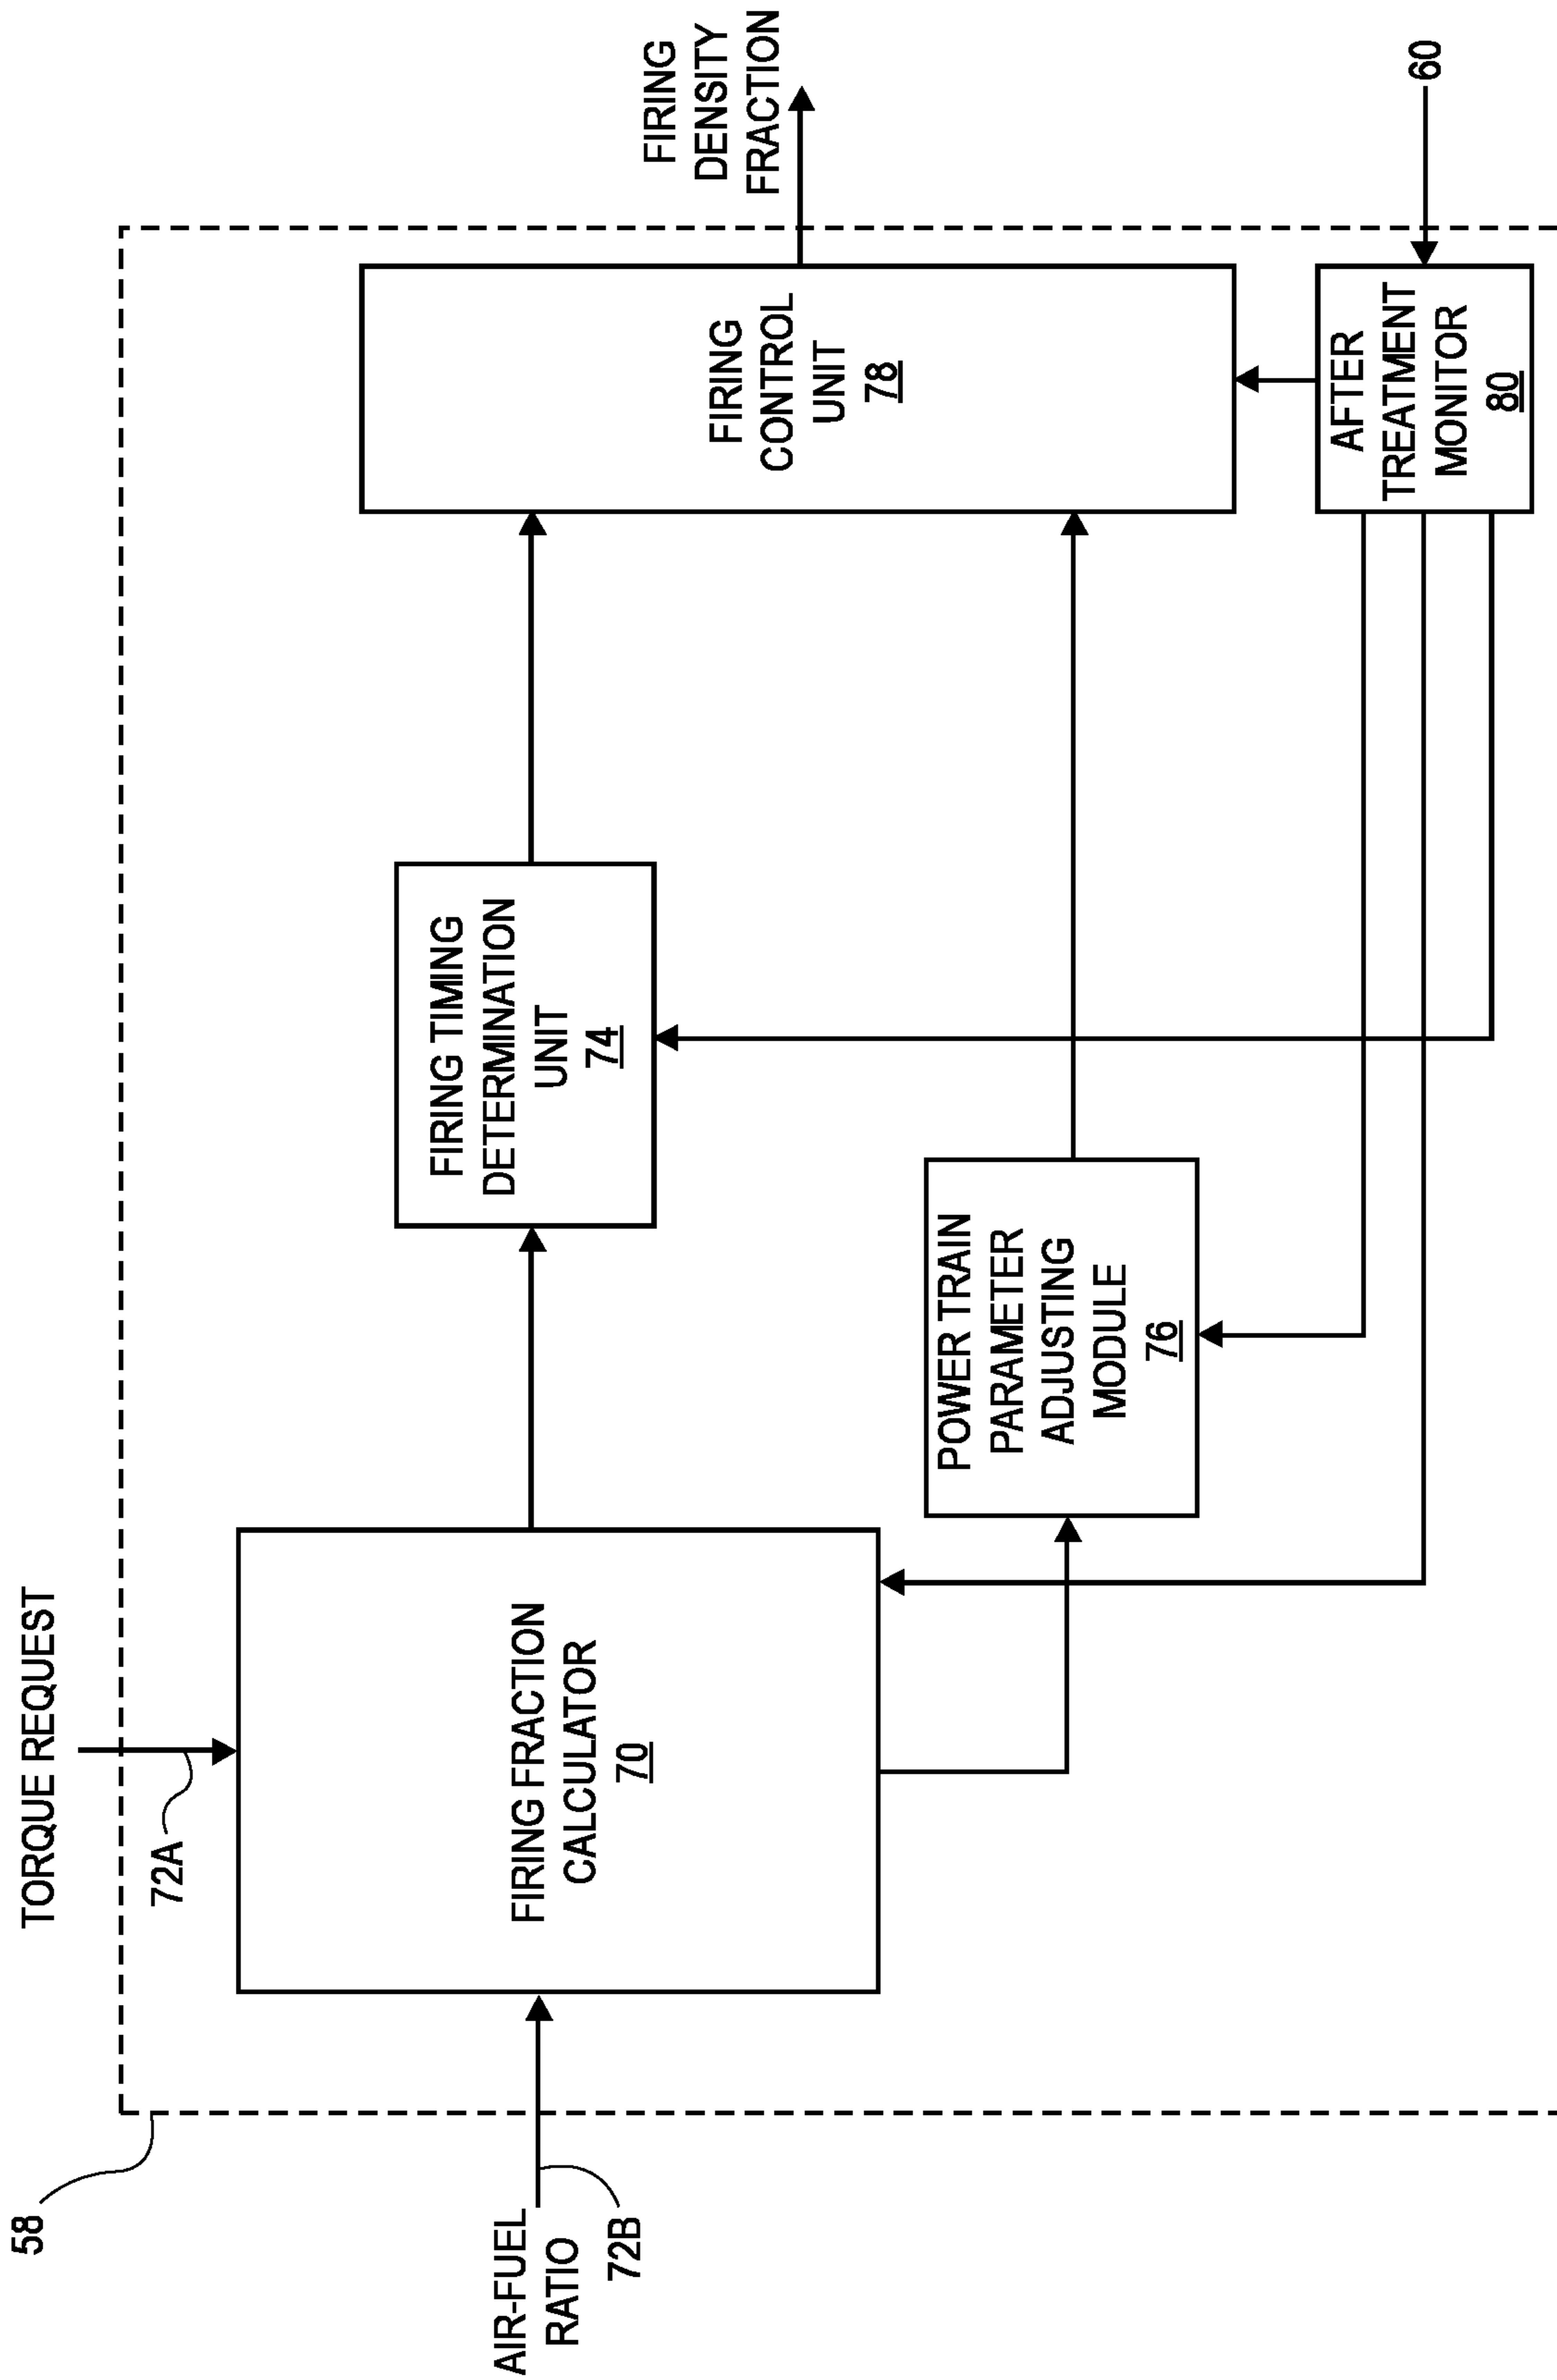 58
TORQUE REQUEST
72A
AIR-FUEL
RATIO
72B
FIRING FRACTION
CALCULATOR
70
FIRING TIMING
DETERMINATION
UNIT
74
POWER TRAIN
PARAMETER
ADJUSTING
MODULE
76
FIRING
CONTROL
UNIT
78
AFTER
TREATMENT
MONITOR
80
FIRING
DENSITY
FRACTION
60